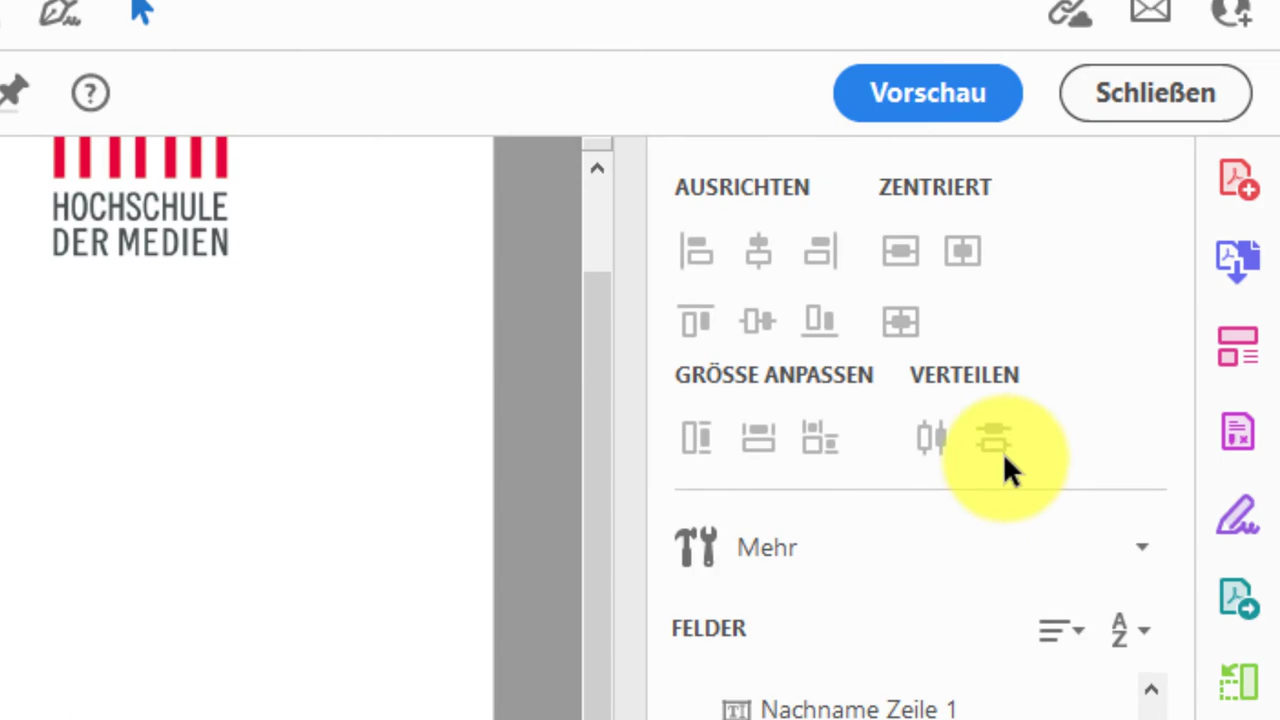 Vorschau
Schließen
HOCHSCHULE
DER MEDIEN
AUSRICHTEN ZENTRIERT
GRÖSSE ANPASSEN VERTEILEN
Mehr
FELDER
A
Z
Nachname Zeile 1